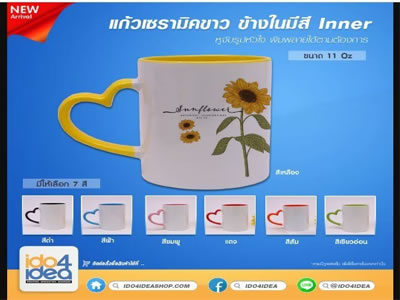 NEW
Arrival
แก้วเซรามิคขาว ข้างในมีสี Inner
หูจับรูปหัวใจ พิมพ์ลายได้ตามต้องการ
ขนาด 11 Oz
Sunflower
สีเหลือง
มีให้เลือก 7 สี
สีดำ
สีฟ้า
สีชมพู
แดง
สีส้ม
สีเขียวอ่อน
ido4
idea
IDO4IDEASHOP.COM
IDO4IDEA
@IDO4IDEA